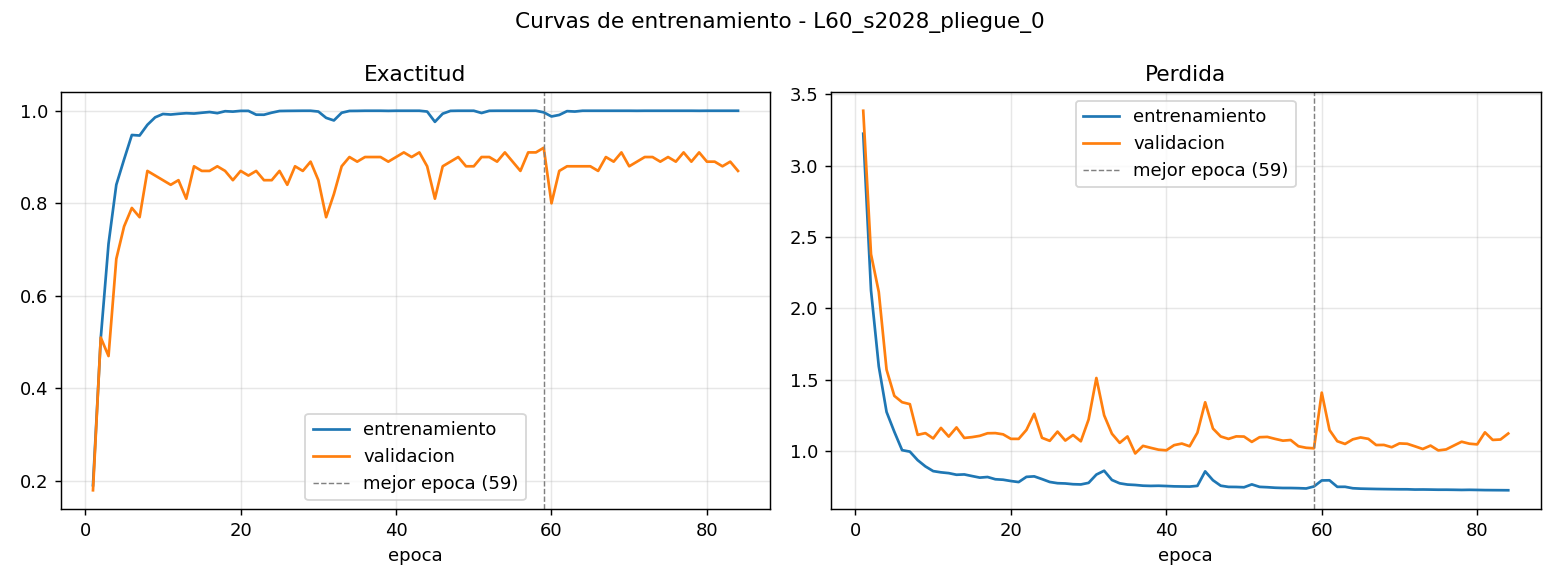 Curvas de entrenamiento - L60_s2028_pliegue_0
Exactitud
1.0
0.8
0.6
0.4
0.2
0
20
40
60
80
epoca
entrenamiento
validacion
mejor epoca (59)
Perdida
3.5
3.0
2.5
2.0
1.5
1.0
0
20
40
60
80
epoca
entrenamiento
validacion
mejor epoca (59)